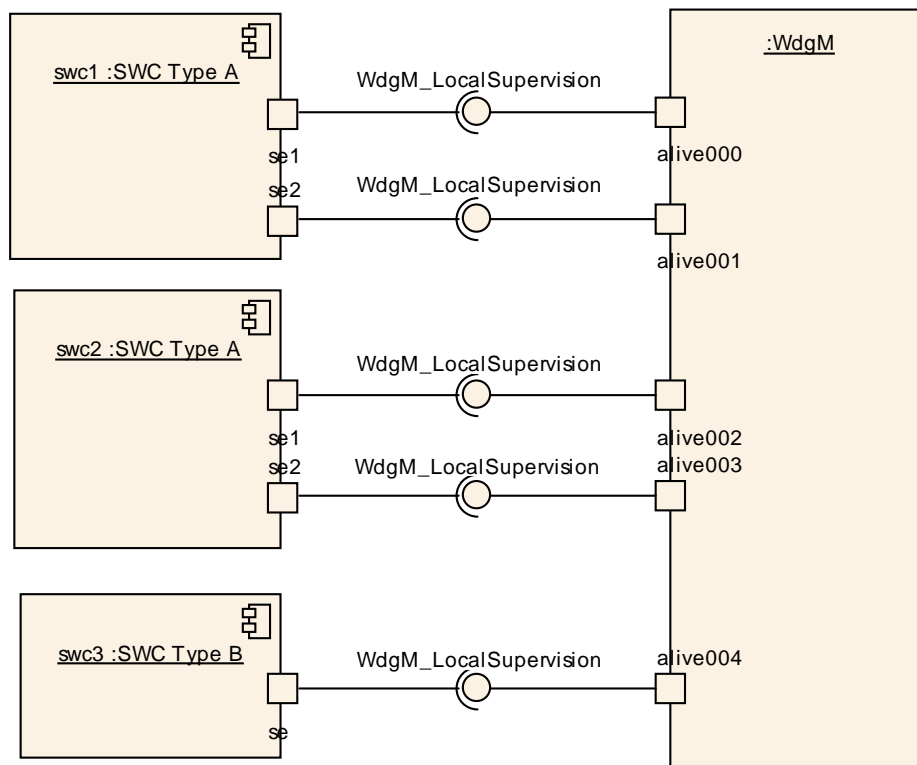 :WdgM
swc1 :SWC Type A
WdgM_LocalSupervision
se1
alive000
se2
WdgM_LocalSupervision
alive001
swc2 :SWC Type A
WdgM_LocalSupervision
se1
alive002
se2
WdgM_LocalSupervision
alive003
swc3 :SWC Type B
WdgM_LocalSupervision
alive004
se